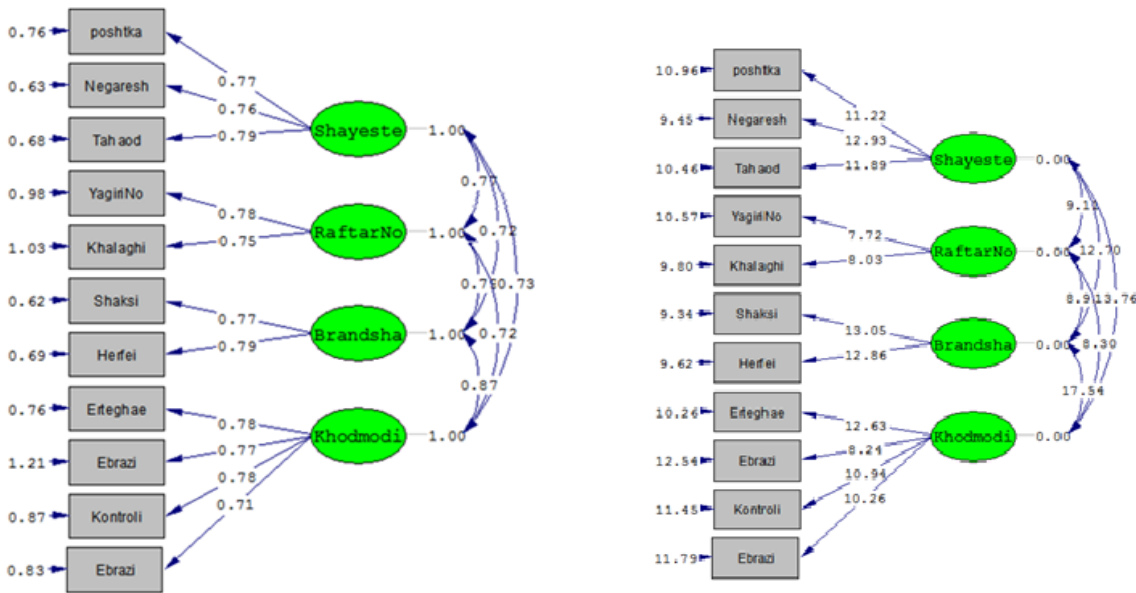 0.76
poshtka
0.63
Negaresh
0.68
Tahaod
0.98
YagiriNo
1.03
Khalaghi
0.62
Shaksi
0.69
Herfei
0.76
Erteghae
1.21
Ebrazi
0.87
Kontroli
0.83
Ebrazi
0.77
0.76
0.79
0.78
0.75
0.77
0.79
0.78
0.77
0.78
0.71
Shayeste
RaftarNo
Brandsha
Khodmodi
1.00
1.00
1.00
1.00
0.77
0.72
0.73
0.72
0.87
10.96
poshtka
9.45
Negaresh
10.46
Tahaod
10.57
YagiriNo
9.80
Khalaghi
9.34
Shaksi
9.62
Herfei
10.26
Erteghae
12.54
Ebrazi
11.45
Kontroli
11.79
Ebrazi
11.22
12.93
11.89
7.72
8.03
13.05
12.86
12.63
8.24
10.94
10.26
Shayeste
RaftarNo
Brandsha
Khodmodi
0.00
0.00
0.00
0.00
12.70
13.76
8.30
17.54